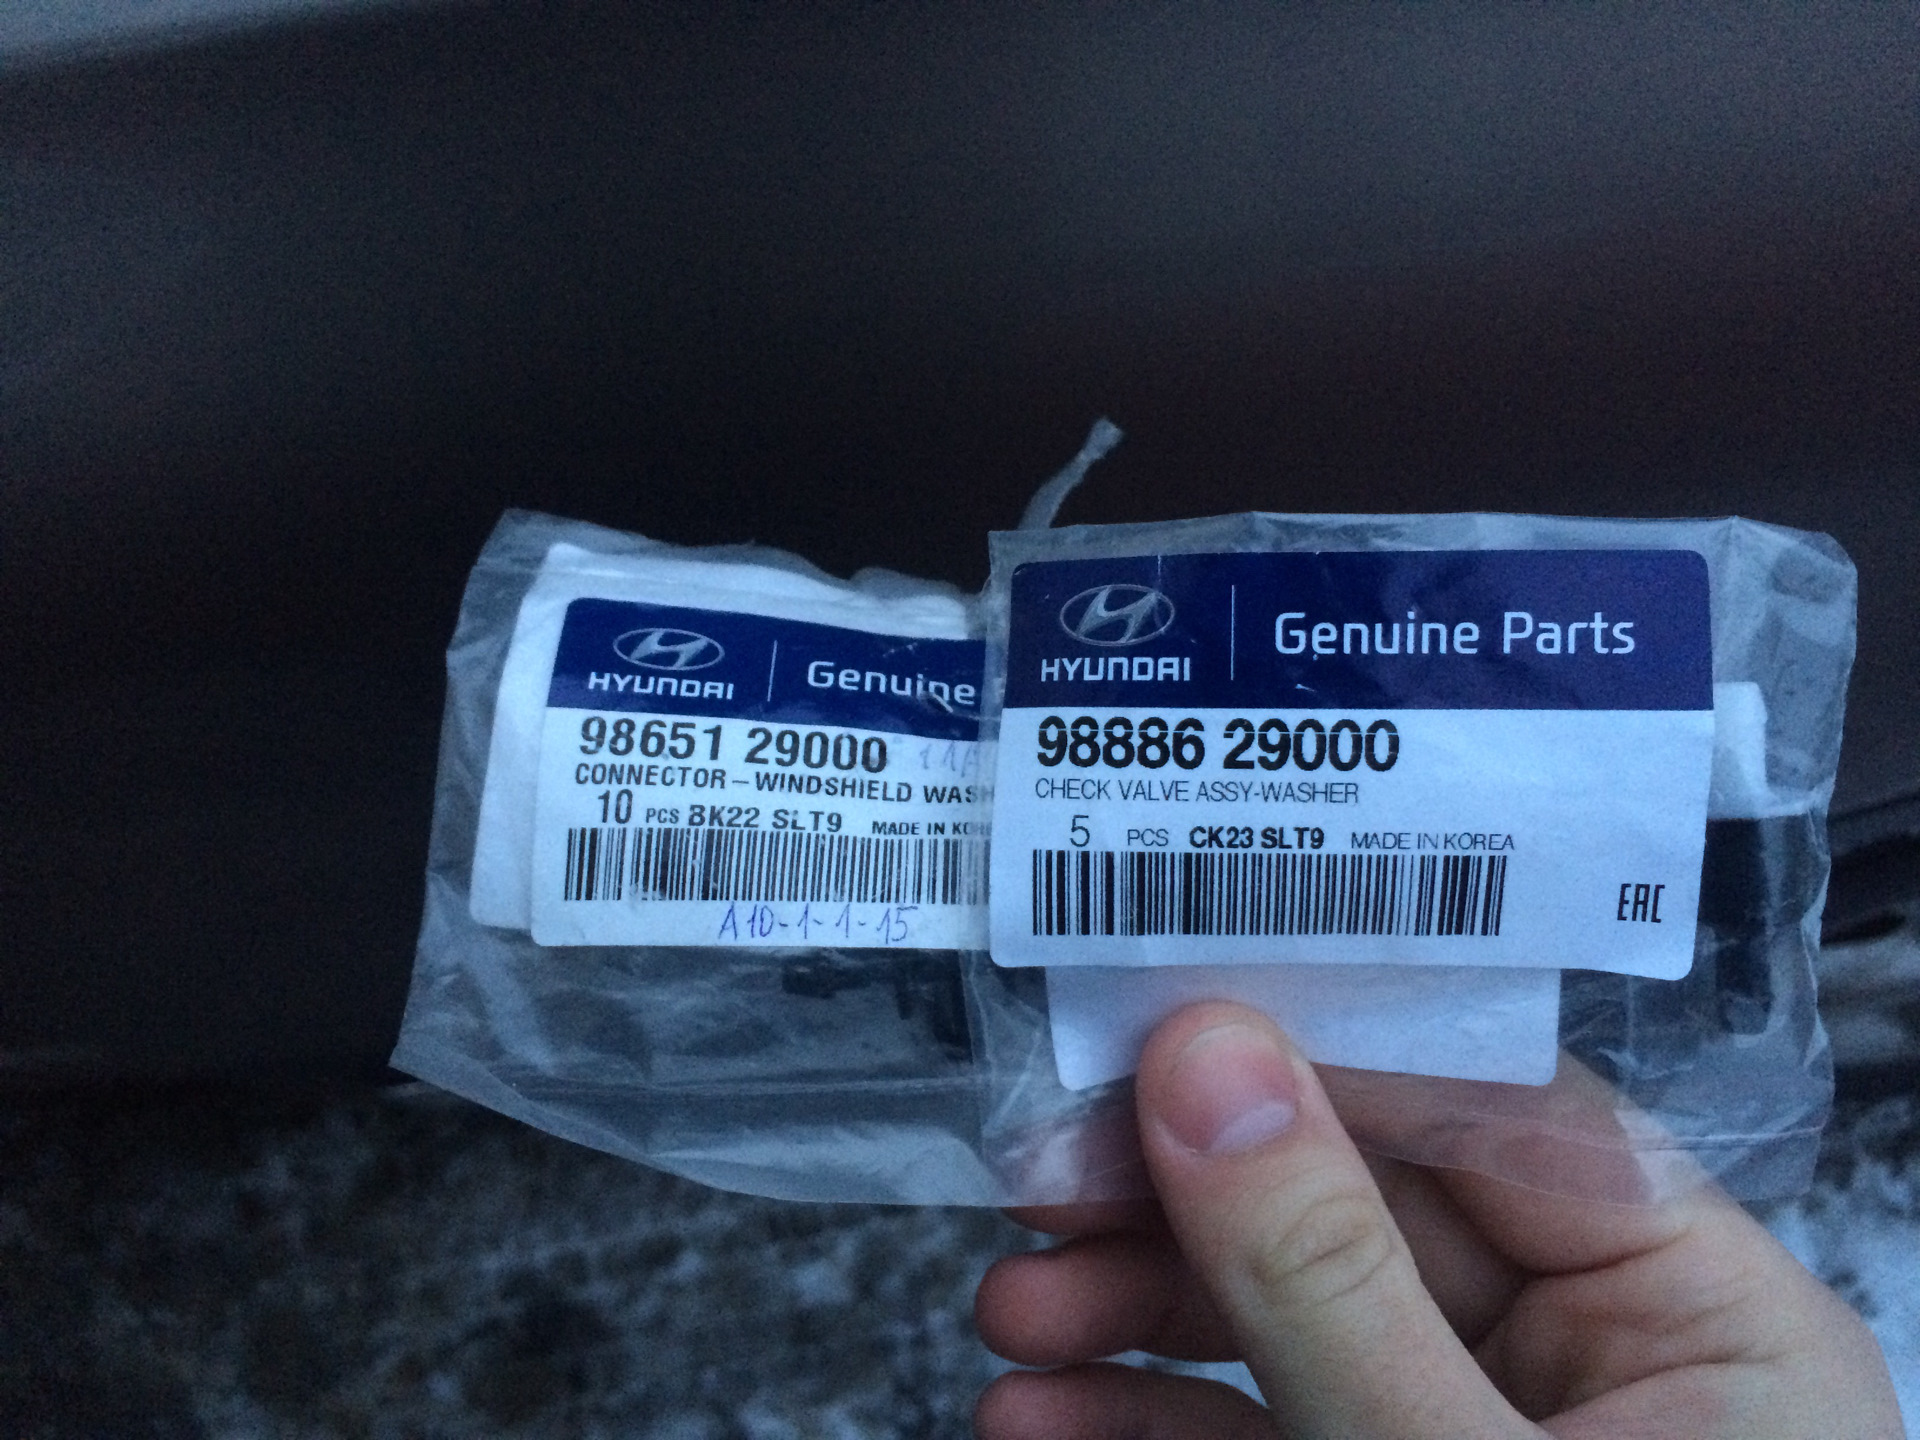 HYUNDAI
Genuine
98651 29000
CONNECTOR-WINDSHIELD WASH
10 PCS BK22 SLT9 MADE IN KORE
A10-1-1-15
HYUNDAI
Genuine Parts
98886 29000
CHECK VALVE ASSY-WASHER
5 PCS CK23 SLT9 MADE IN KOREA
EAC